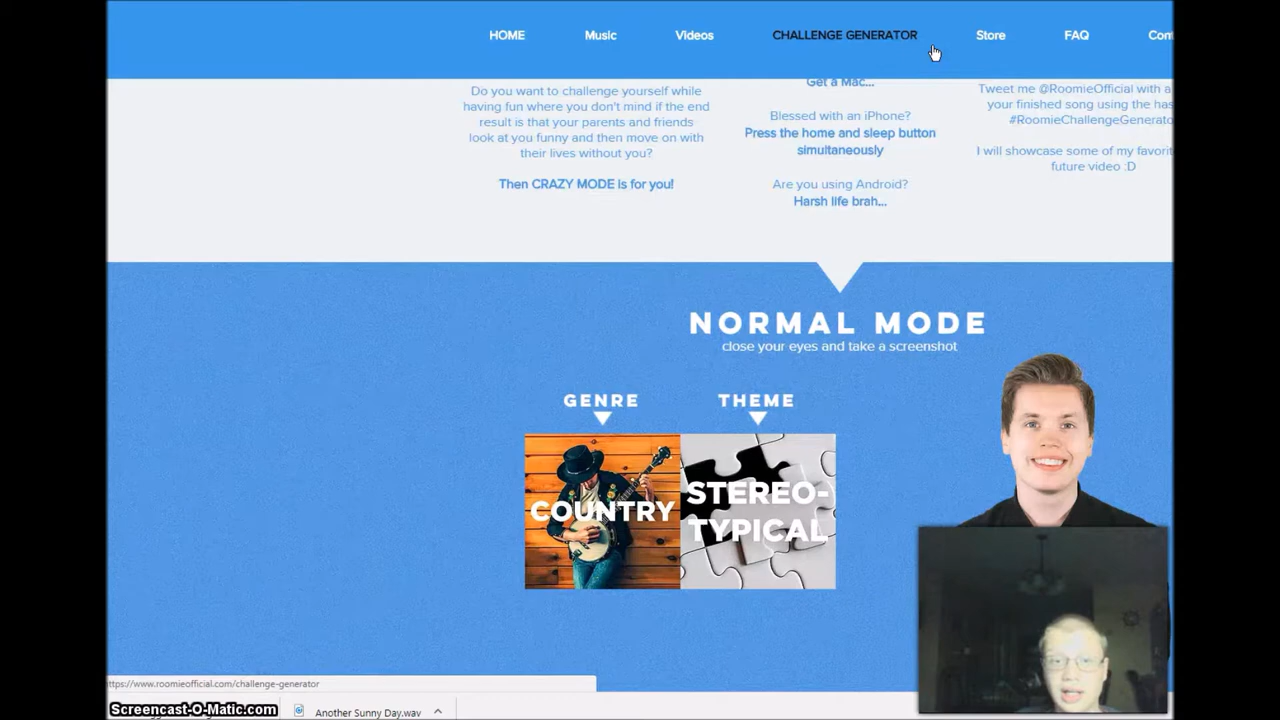 HOME Music Videos CHALLENGE GENERATOR Store FAQ
Do you want to challenge yourself while
having fun where you don't mind if the end
result is that your parents and friends
look at you funny and then move on with
their lives without you?
Then CRAZY MODE is for you!
Get a Mac...
Blessed with an iPhone?
Press the home and sleep button
simultaneously
Are you using Android?
Harsh life brah...
Tweet me @RoomieOfficial with a
your finished song using the has
#RoomieChallengeGenerato
I will showcase some of my favorit
future video :D
NORMAL MODE
close your eyes and take a screenshot
GENRE THEME
COUNTRY
STEREO-
TYPICAL
https://www.roomieofficial.com/challenge-generator
Screencast-O-Matic.com
Another Sunny Day.wav